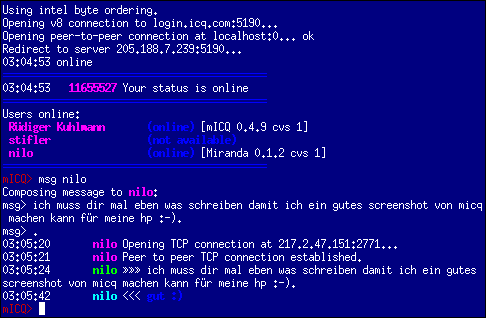 Using intel byte ordering.
Opening v8 connection to login.icq.com:5190...
Opening peer-to-peer connection at localhost:0... ok
Redirect to server 205.188.7.239:5190...
03:04:53 online
03:04:53 11655527 Your status is online
Users online:
Rüdiger Kuhlmann (online) [mICQ 0.4.9 cvs 1]
stifler (not available)
nilo (online) [Miranda 0.1.2 cvs 1]
mICQ> msg nilo
Composing message to nilo:
msg> ich muss dir mal eben was schreiben damit ich ein gutes screenshot von micq
machen kann für meine hp :-).
msg> .
03:05:20 nilo Opening TCP connection at 217.2.47.151:2771...
03:05:21 nilo Peer to peer TCP connection established.
03:05:24 nilo »»» ich muss dir mal eben was schreiben damit ich ein gutes
screenshot von micq machen kann für meine hp :-).
03:05:42 nilo <<< gut :)
mICQ>